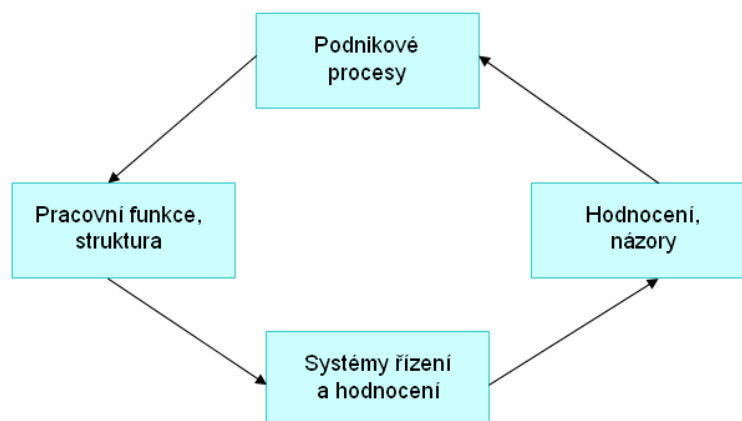 Podnikové
procesy
Pracovní funkce,
struktura
Hodnocení,
názory
Systémy řízení
a hodnocení